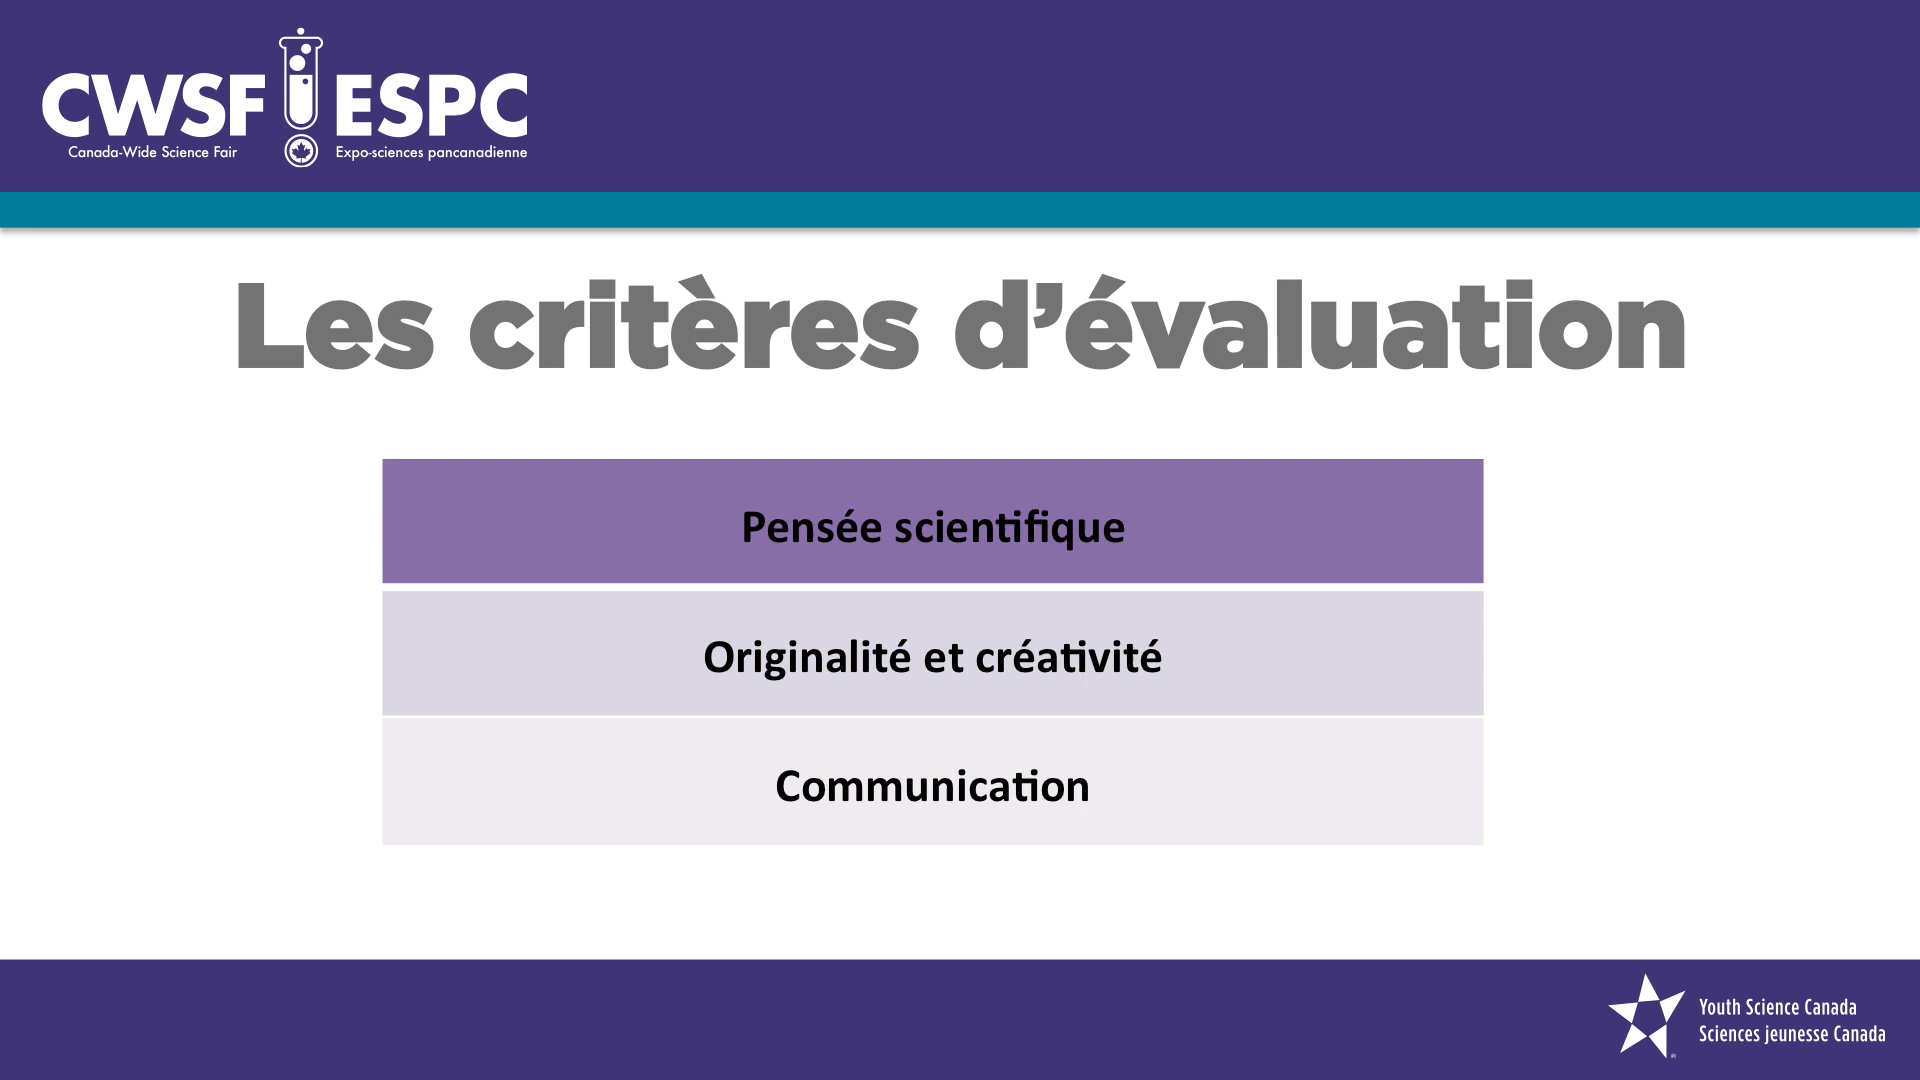 CWSF ESPC
Canada-Wide Science Fair Expo-sciences pancanadienne
Les critères d’évaluation
Pensée scientifique
Originalité et créativité
Communication
Youth Science Canada
Sciences jeunesse Canada